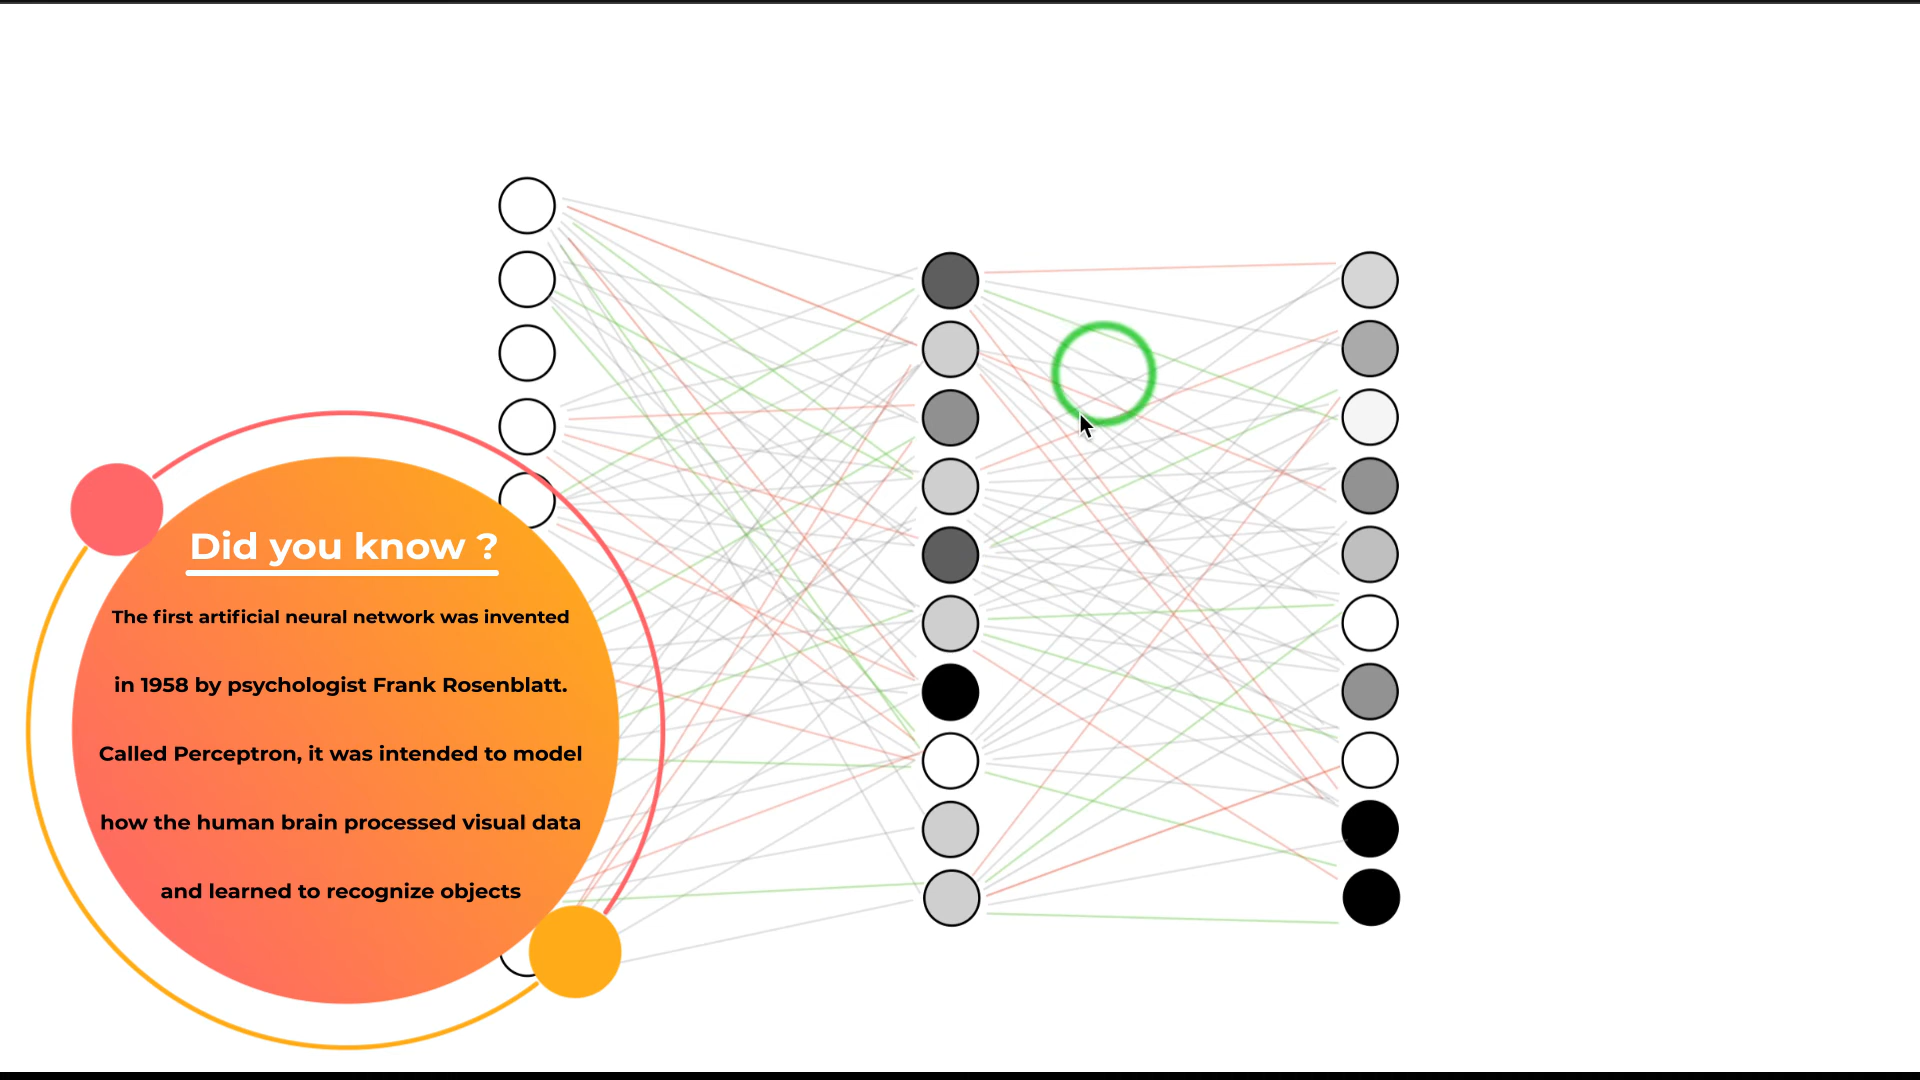 Did you know ?
The first artificial neural network was invented
in 1958 by psychologist Frank Rosenblatt.
Called Perceptron, it was intended to model
how the human brain processed visual data
and learned to recognize objects